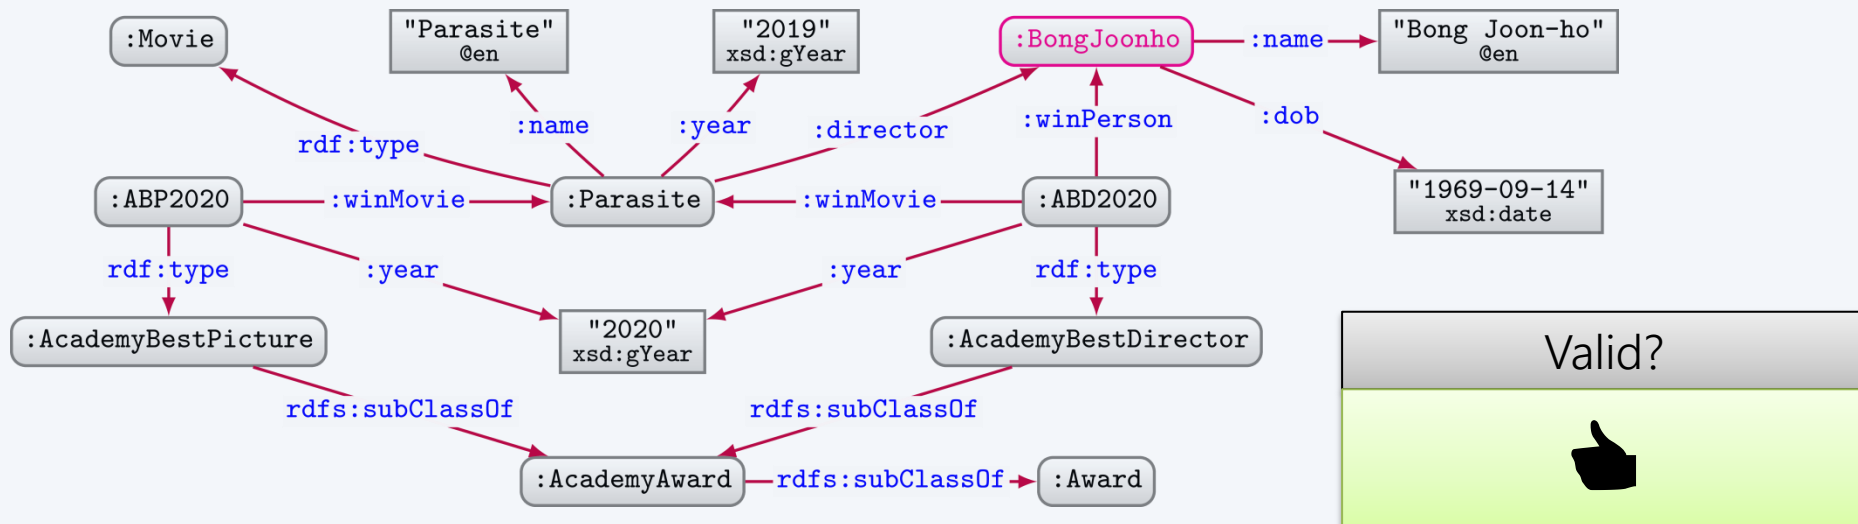 :Movie
"Parasite"
@en
"2019"
xsd:gYear
:BongJoonho
:name
"Bong Joon-ho"
@en
rdf:type
:name
:year
:director
:winPerson
:dob
:ABP2020
:winMovie
:Parasite
:winMovie
:ABD2020
"1969-09-14"
xsd:date
rdf:type
:year
:year
rdf:type
:AcademyBestPicture
"2020"
xsd:gYear
:AcademyBestDirector
Valid?
rdfs:subClassOf
rdfs:subClassOf
:AcademyAward
rdfs:subClassOf
:Award